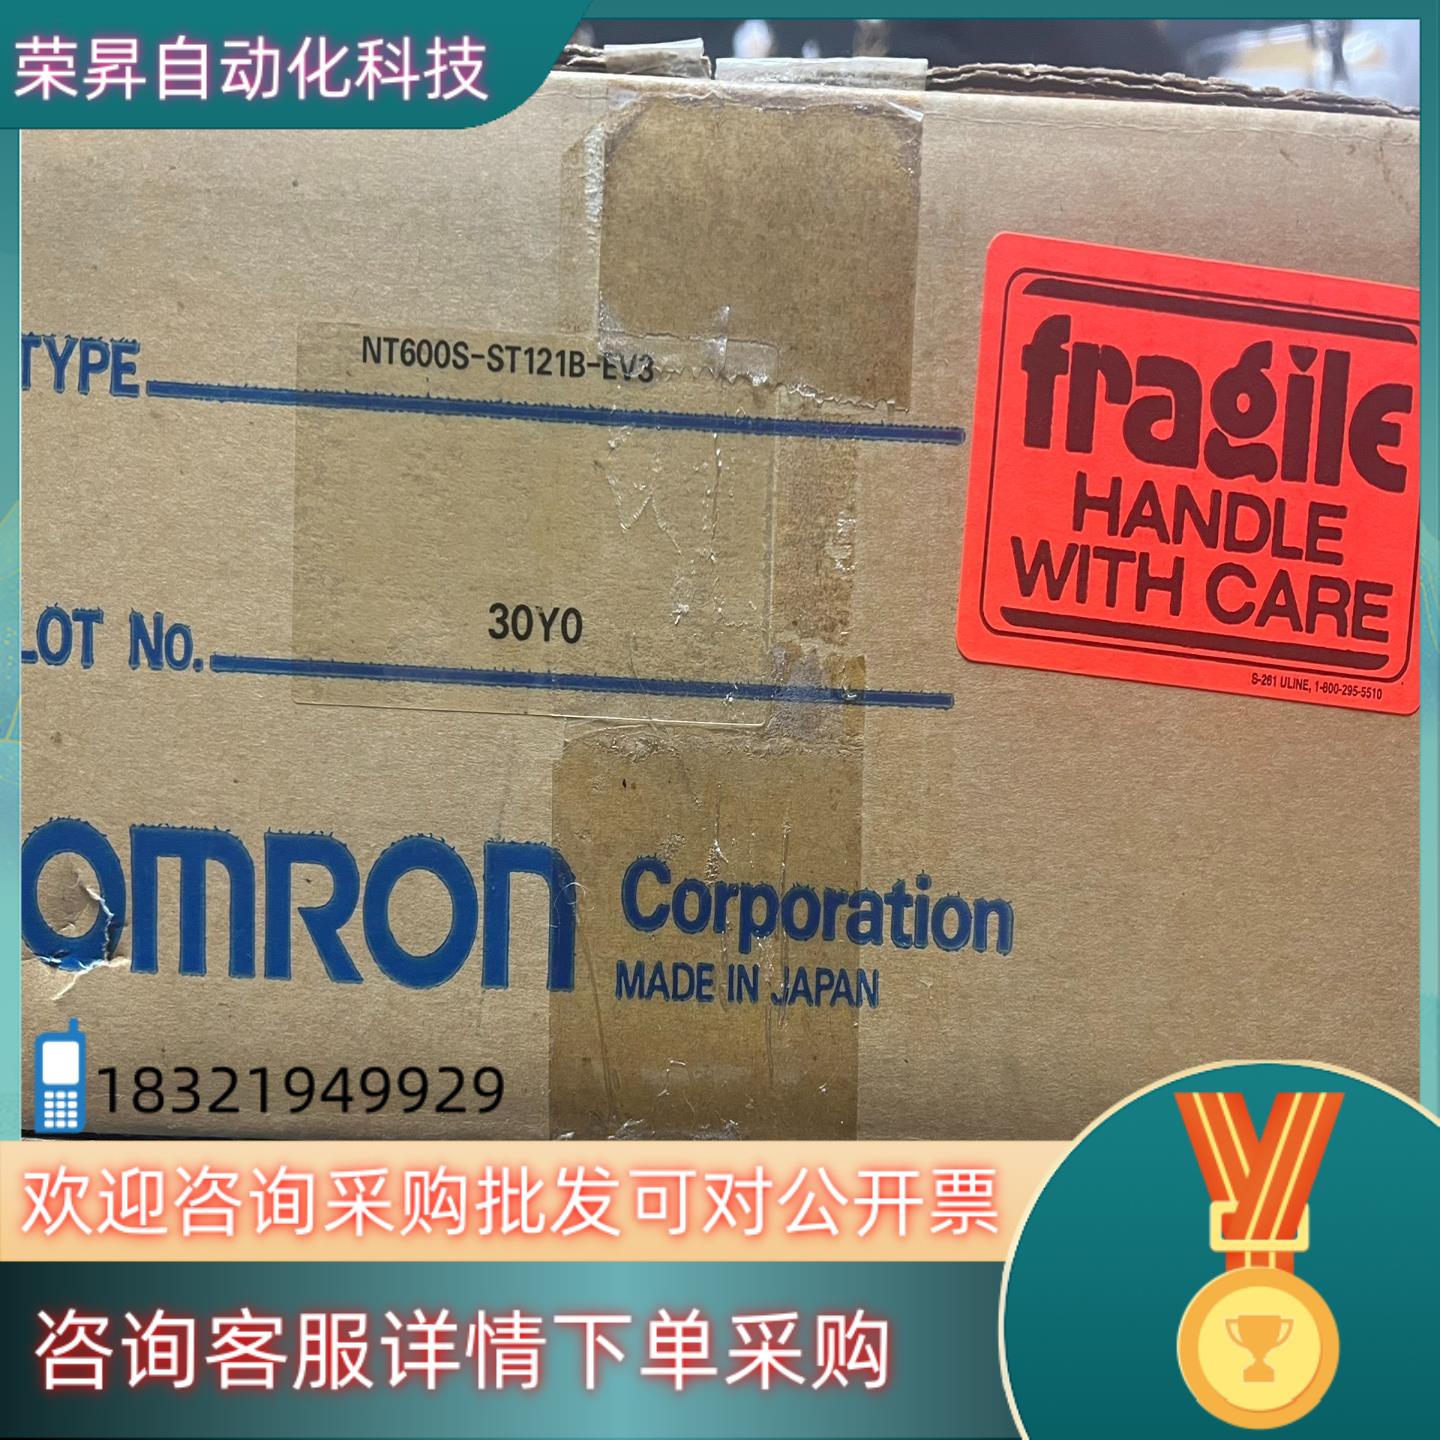 荣昇自动化科技
TYPE NT600S-ST121B-EV3
LOT No. 30Y0
OMRON Corporation
MADE IN JAPAN
fragile
HANDLE
WITH CARE
S-261 ULINE, 1-800-295-5510
18321949929
欢迎咨询采购批发可对公开票
咨询客服详情下单采购